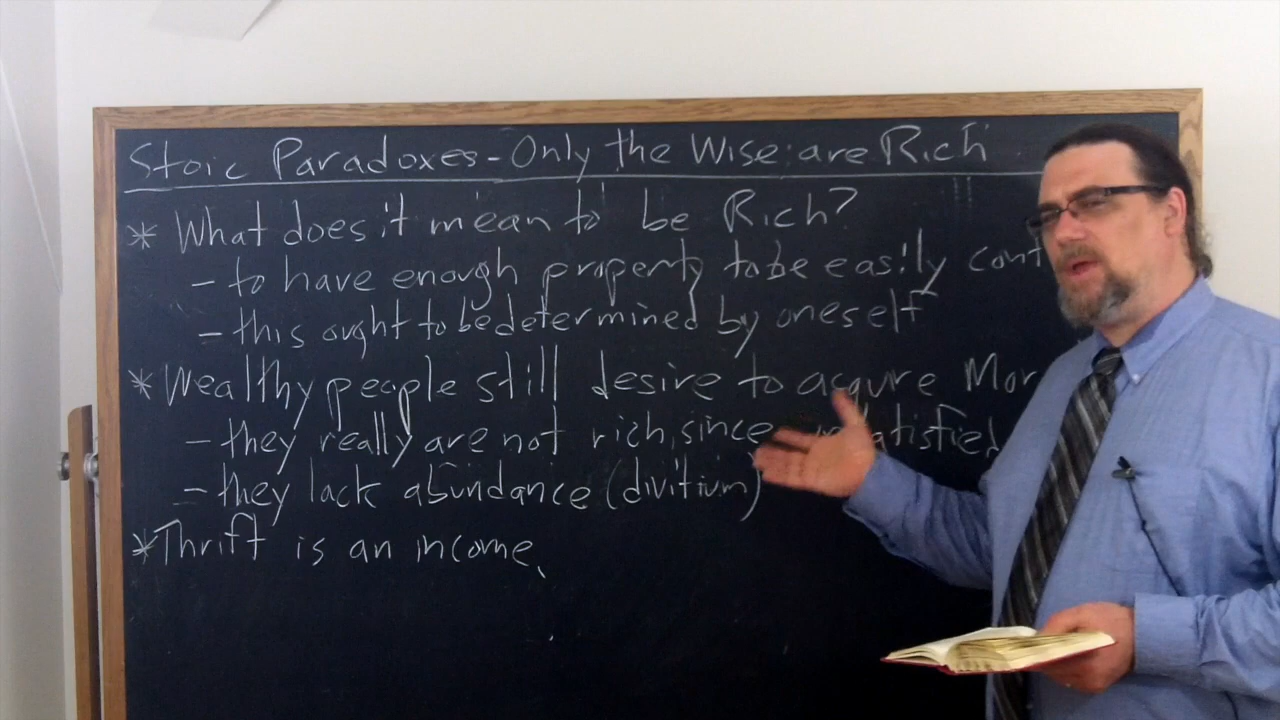 Stoic Paradoxes - Only the Wise are Rich
* What does it mean to be Rich?
- to have enough property to be easily cont
- this ought to be determined by oneself
* Wealthy people still desire to acqure Mor
- they really are not rich, since
- they lack abundance (divitium)
* Thrift is an income